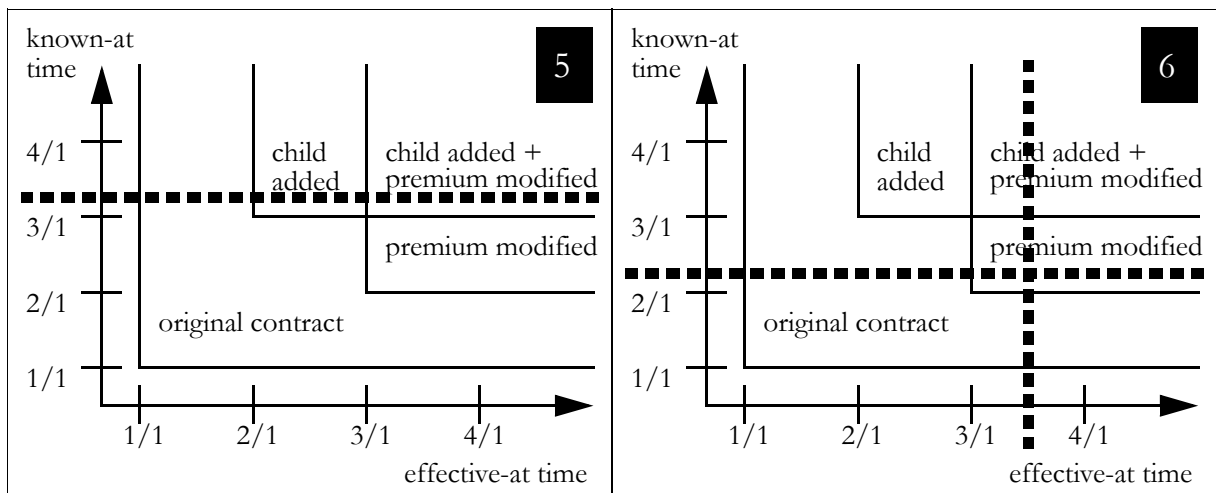 known-at
time
5
4/1
child
added
child added +
premium modified
3/1
premium modified
2/1
original contract
1/1
1/1
2/1
3/1
4/1
effective-at time
known-at
time
6
4/1
child
added
child added +
premium modified
3/1
premium modified
2/1
original contract
1/1
1/1
2/1
3/1
4/1
effective-at time